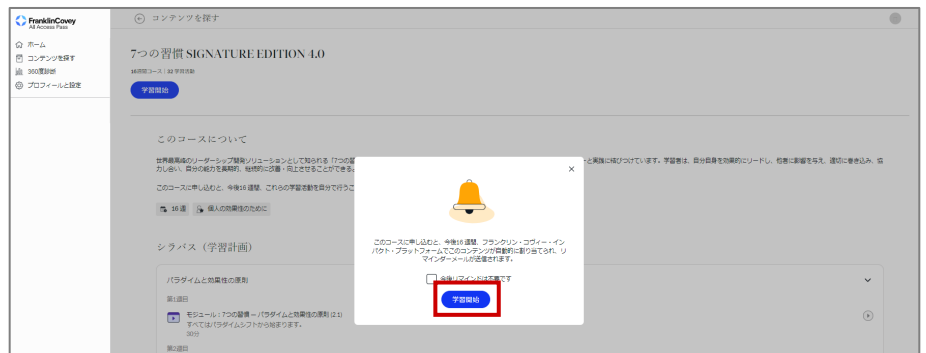 FranklinCovey
All Access Pass
コンテンツを探す
ホーム
コンテンツを探す
360度診断
プロフィールと設定
7つの習慣 SIGNATURE EDITION 4.0
16週間コース | 32 学習活動
学習開始
このコースについて
世界最高峰のリーダーシップ開発ソリューションとして知られる「7つの習
ーと実践に結びつけています。学習者は、自分自身を効果的にリードし、他者に影響を与え、適切に巻き込み、協
力し合い、自分の能力を長期的、継続的に改善・向上させることができる。
このコースに申し込むと、今後16 週間、これらの学習活動を自分で行うこ
16 週
個人の効果性のために
シラバス（学習計画）
パラダイムと効果性の原則
第1週目
モジュール：7つの習慣 – パラダイムと効果性の原則 (2.1)
すべてはパラダイムシフトから始まります。
30分
第2週目
このコースに申し込むと、今後16 週間、フランクリン・コヴィー・イン
パクト・プラットフォームでこのコンテンツが自動的に割り当てられ、リ
マインダーメールが送信されます。
今後リマインドは不要です
学習開始